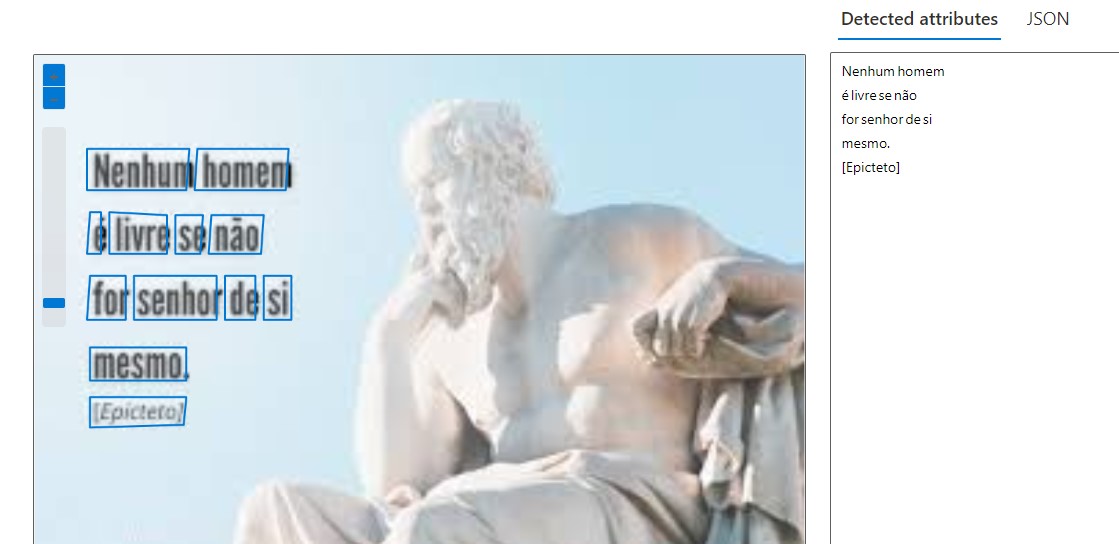 Detected attributes JSON
Nenhum homem
é livre se não
for senhor de si
mesmo.
[Epicteto]
Nenhum homem
é livre se não
for senhor de si
mesmo.
[Epicteto]